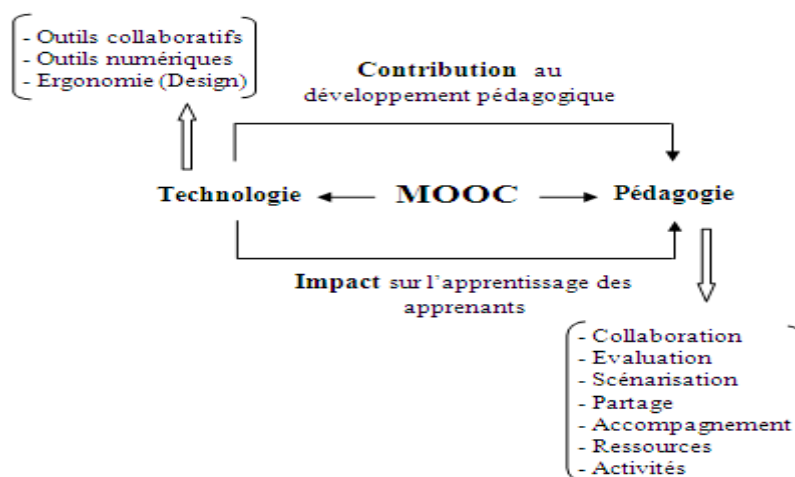 - Outils collaboratifs
- Outils numériques
- Ergonomie (Design)
Contribution au
développement pédagogique
Technologie
MOOC
Pédagogie
Impact sur l'apprentissage des
apprenants
- Collaboration
- Evaluation
- Scénarisation
- Partage
- Accompagnement
- Ressources
- Activités